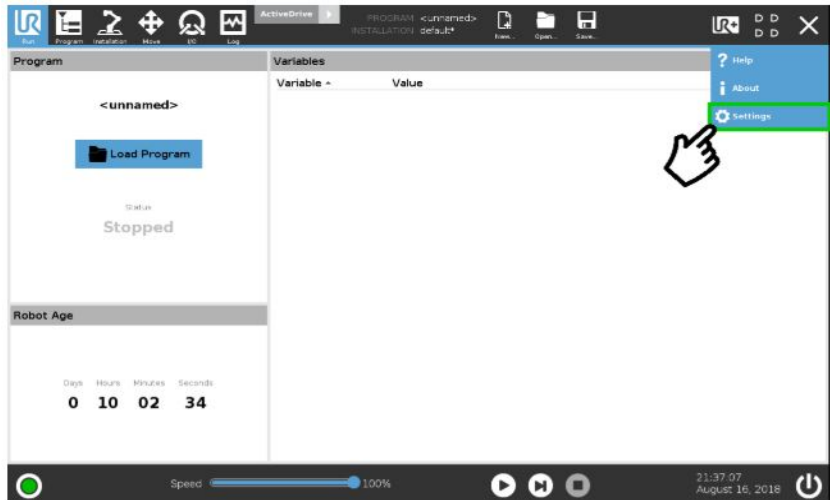 UR
Run
Program
Installation
Move
I/O
Log
ActiveDrive
PROGRAM <unnamed>
INSTALLATION default*
New...
Open...
Save...
UR+
D D
D D
Program
Variables
Variable
Value
<unnamed>
Load Program
Status
Stopped
Help
About
Settings
Robot Age
Days Hours Minutes Seconds
0 10 02 34
Speed
100%
21:37:07
August 16, 2018